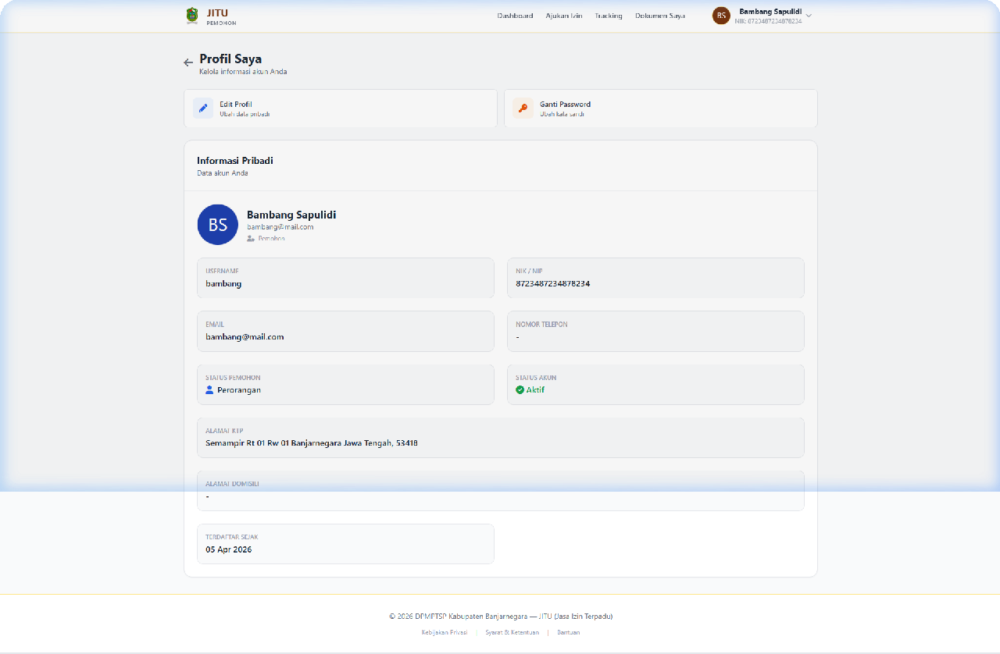 JITU
PEMOHON
Dashboard
Ajukan Izin
Tracking
Dokumen Saya
BS
Bambang Sapulidi
NIK: 8723487234878234
Profil Saya
Kelola informasi akun Anda
Edit Profil
Ubah data pribadi
Ganti Password
Ubah kata sandi
Informasi Pribadi
Data akun Anda
BS
Bambang Sapulidi
bambang@mail.com
Pemohon
USERNAME
bambang
NIK / NIP
8723487234878234
EMAIL
bambang@mail.com
NOMOR TELEPON
-
STATUS PEMOHON
Perorangan
STATUS AKUN
Aktif
ALAMAT KTP
Semampir Rt 01 Rw 01 Banjarnegara Jawa Tengah, 53418
ALAMAT DOMISILI
-
TERDAFTAR SEJAK
05 Apr 2026
© 2026 DPMPTSP Kabupaten Banjarnegara — JITU (Jasa Izin Terpadu)
Kebijakan Privasi | Syarat & Ketentuan | Bantuan